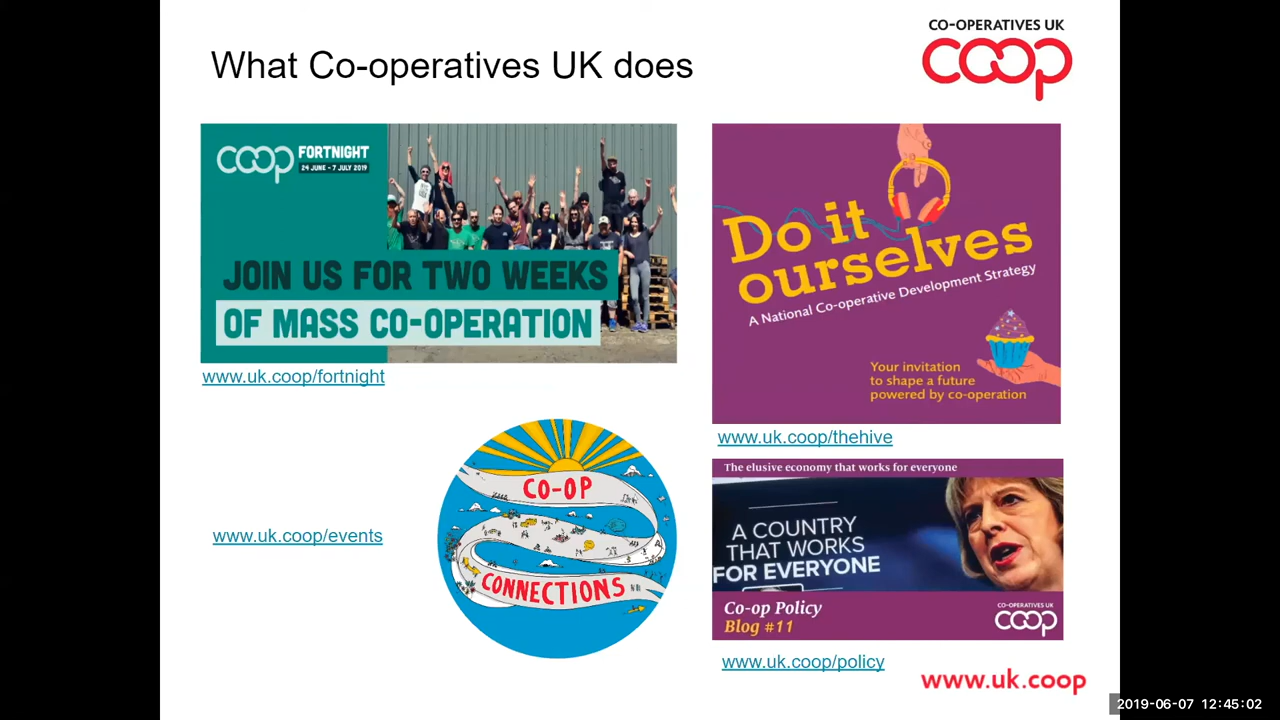 What Co-operatives UK does
CO-OPERATIVES UK
coop
coop FORTNIGHT
24 JUNE - 7 JULY 2019
JOIN US FOR TWO WEEKS
OF MASS CO-OPERATION
www.uk.coop/fortnight
Do it
ourselves
A National Co-operative Development Strategy
Your invitation
to shape a future
powered by co-operation
www.uk.coop/thehive
CO-OP
CONNECTIONS
www.uk.coop/events
The elusive economy that works for everyone
A COUNTRY
THAT WORKS
FOR EVERYONE
Co-op Policy
Blog #11
CO-OPERATIVES UK
coop
www.uk.coop/policy
www.uk.coop
2019-06-07 12:45:02